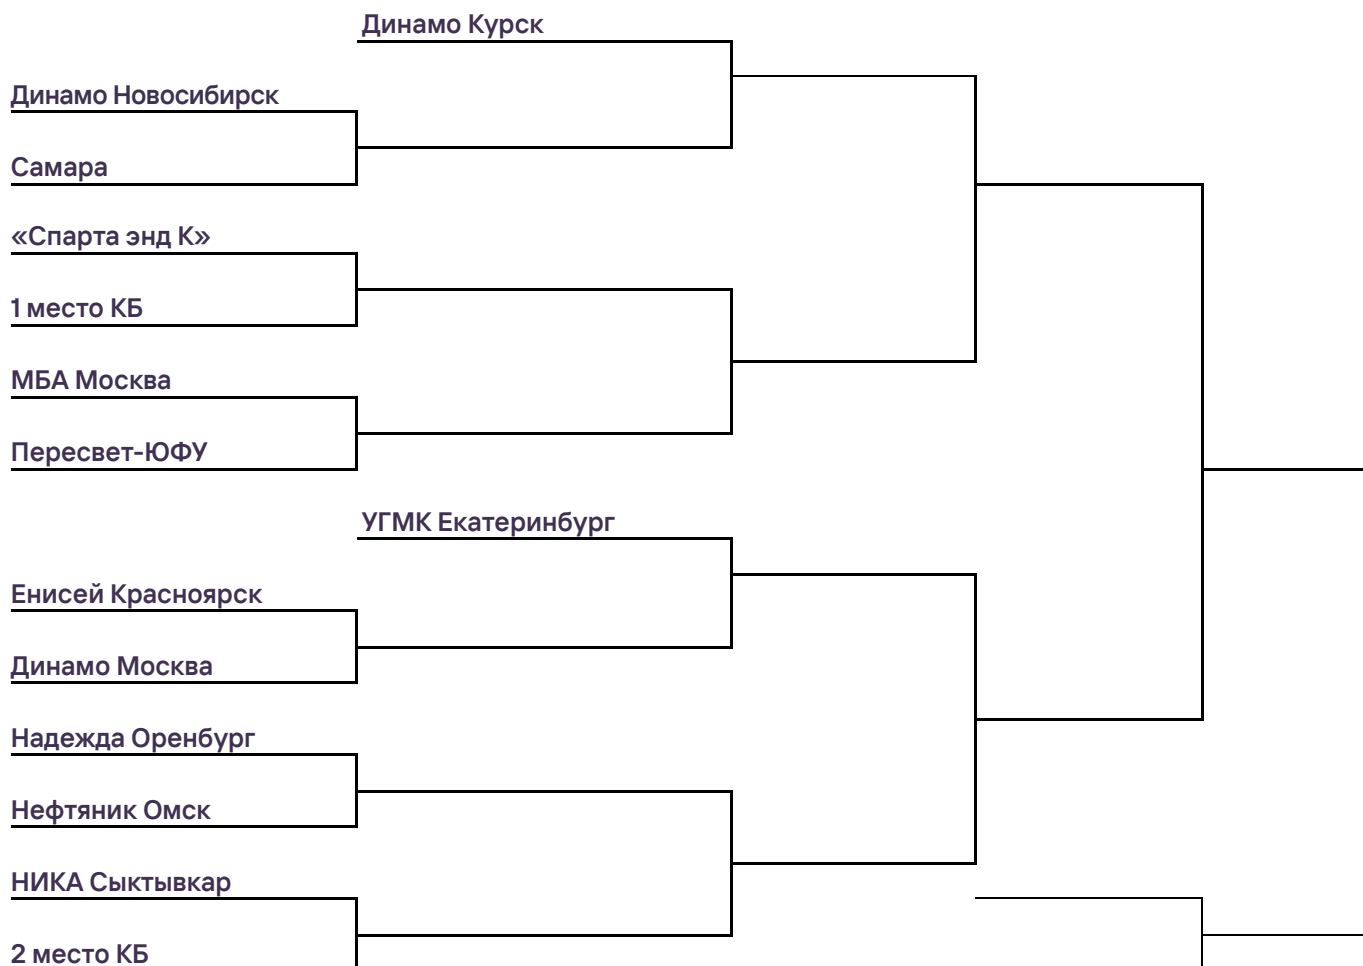 Динамо Курск
Динамо Новосибирск
Самара
«Спарта энд К»
1 место КБ
МБА Москва
Пересвет-ЮФУ
УГМК Екатеринбург
Енисей Красноярск
Динамо Москва
Надежда Оренбург
Нефтяник Омск
НИКА Сыктывкар
2 место КБ